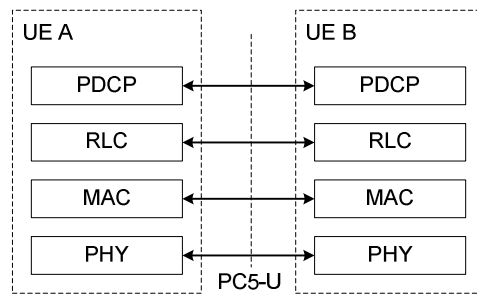 UE A UE B
PDCP PDCP
RLC RLC
MAC MAC
PHY PHY
PC5-U